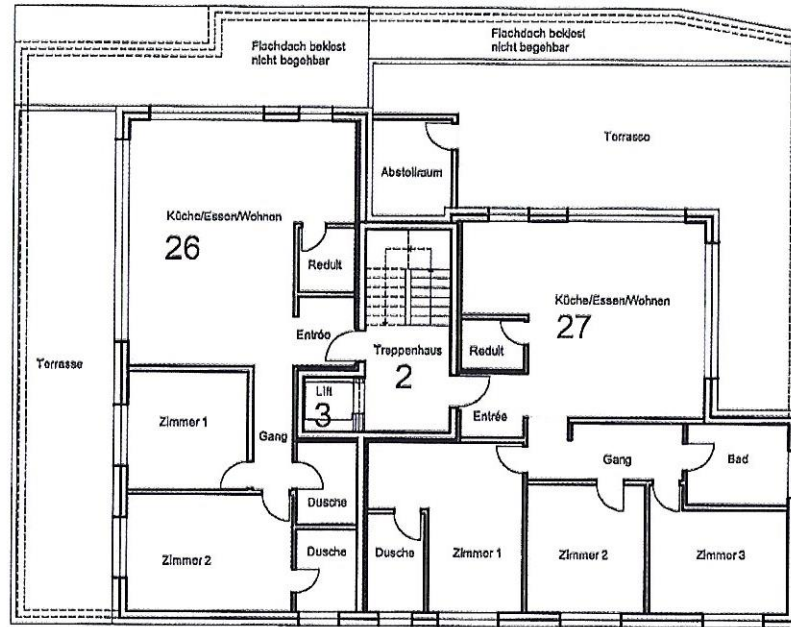 Flachdach bekiest
nicht begehbar
Flachdach bekiest
nicht begehbar
Terrasse
Abstellraum
Küche/Essen/Wohnen
26
Reduit
Küche/Essen/Wohnen
27
Entrée
Treppenhaus
2
Reduit
Terrasse
Lift
3
Zimmer 1
Entrée
Gang
Gang
Bad
Dusche
Zimmer 2
Dusche
Dusche
Zimmer 1
Zimmer 2
Zimmer 3